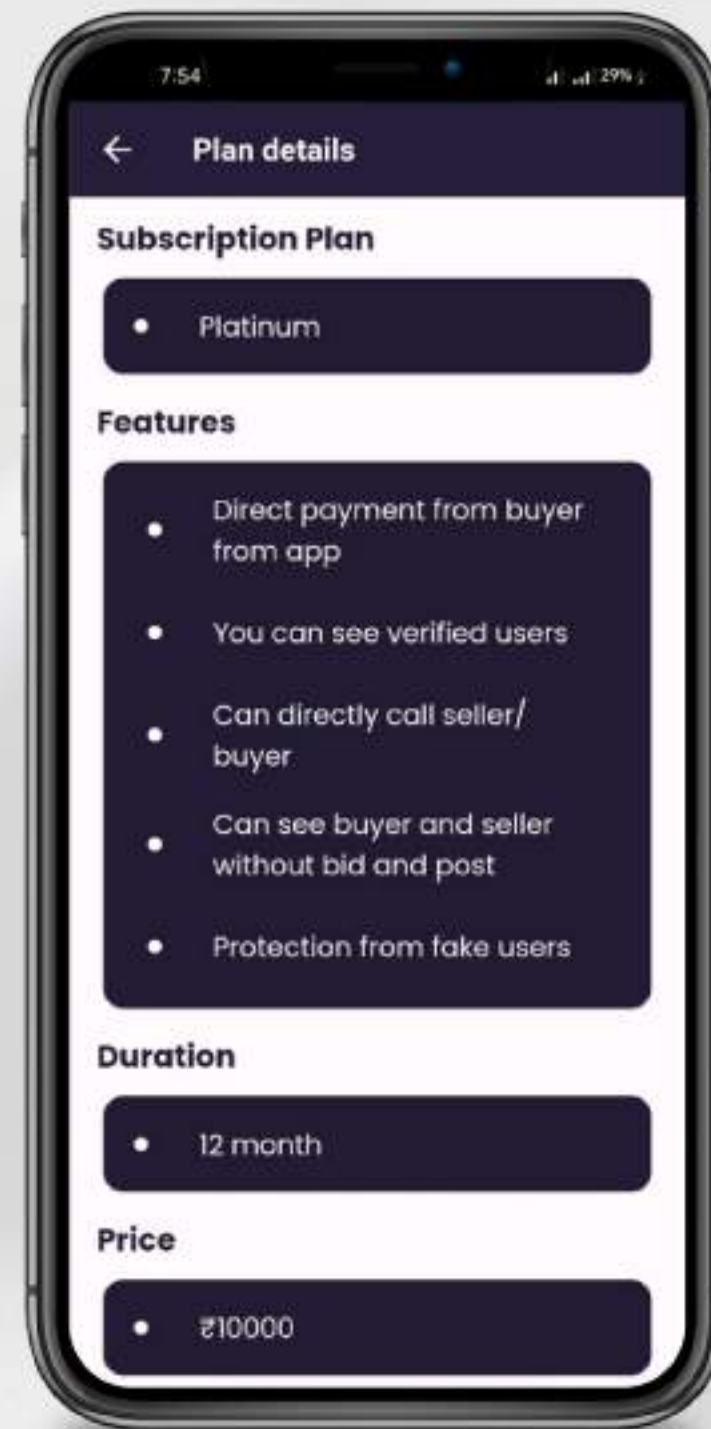 7:54
29%
Plan details
Subscription Plan
• Platinum
Features
• Direct payment from buyer
from app
• You can see verified users
• Can directly call seller/
buyer
• Can see buyer and seller
without bid and post
• Protection from fake users
Duration
• 12 month
Price
• ₹10000